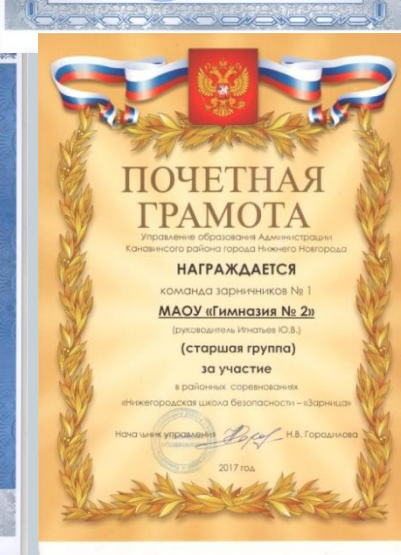 ПОЧЕТНАЯ
ГРАМОТА
Управление образования Администрации
Канавинсого района города Нижнего Новгорода
НАГРАЖДАЕТСЯ
команда зарничников № 1
МАОУ «Гимназия № 2»
(руководитель Игнатьев Ю.В.)
(старшая группа)
за участие
в районных соревнованиях
«Нижегородская школа безопасности – «Зарница»
Начальник управления Н.В. Городилова
2017 год